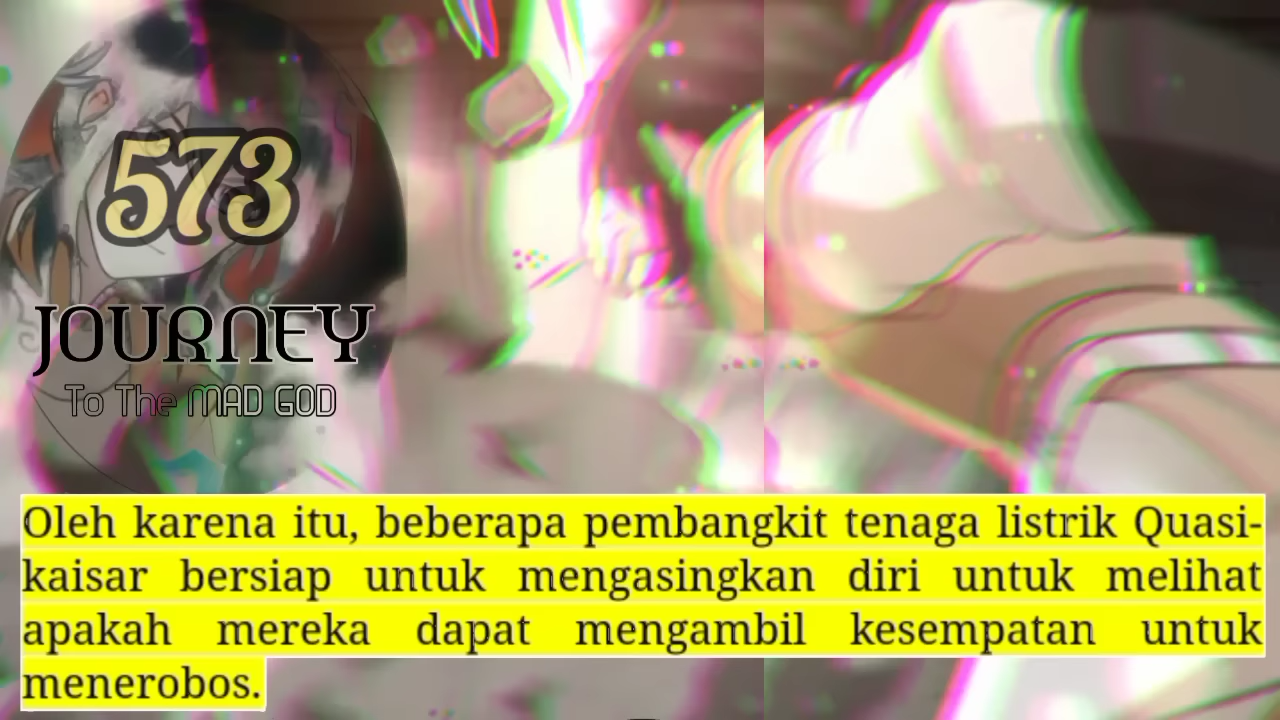 573
JOURNEY
To The MAD GOD
Oleh karena itu, beberapa pembangkit tenaga listrik Quasi-
kaisar bersiap untuk mengasingkan diri untuk melihat
apakah mereka dapat mengambil kesempatan untuk
menerobos.